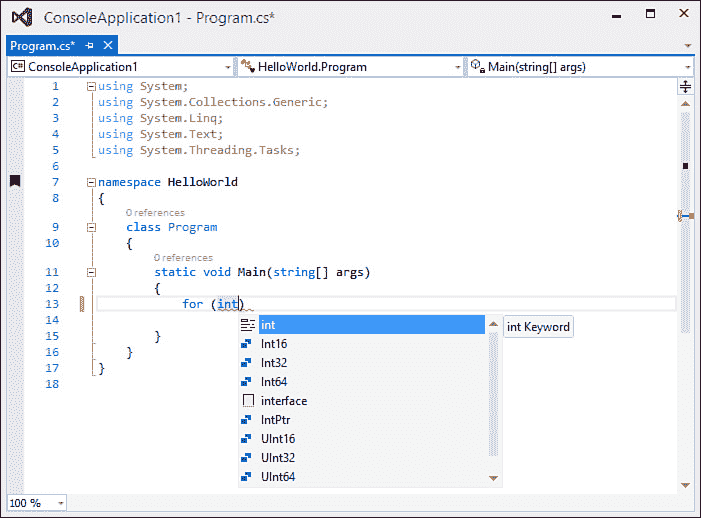 ConsoleApplication1 - Program.cs*
Program.cs*
ConsoleApplication1 HelloWorld.Program Main(string[] args)
1 using System;
2 using System.Collections.Generic;
3 using System.Linq;
4 using System.Text;
5 using System.Threading.Tasks;
6
7 namespace HelloWorld
8 {
0 references
9 class Program
10 {
0 references
11 static void Main(string[] args)
12 {
13 for (int)
14
15 }
16 }
17 }
18
int
int Keyword
Int16
Int32
Int64
interface
IntPtr
UInt16
UInt32
UInt64
100 %